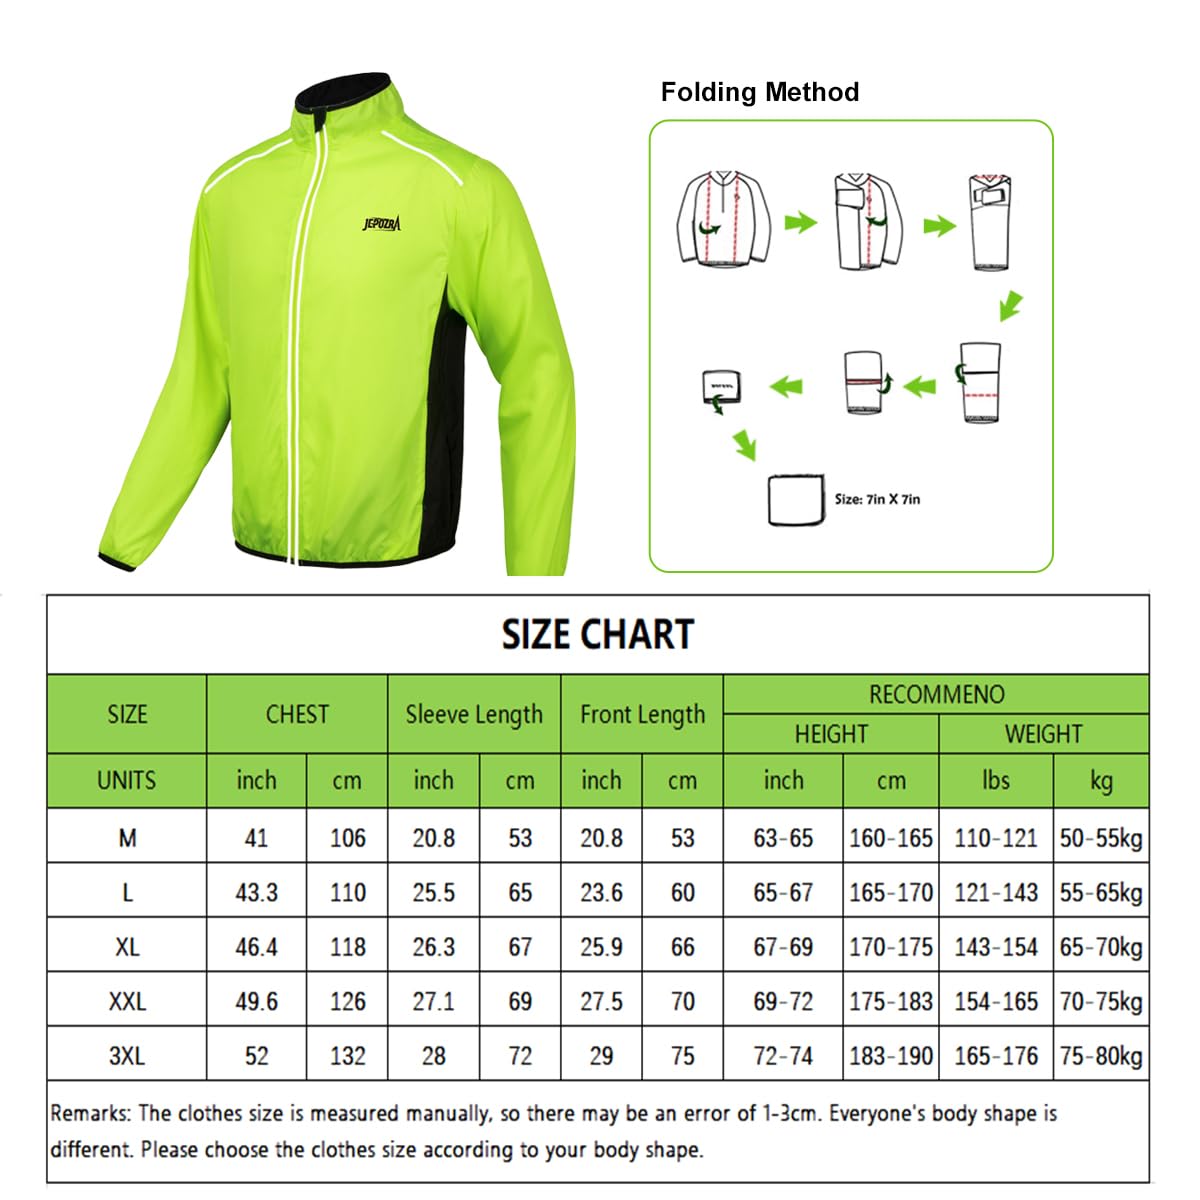 Folding Method
JEPOZRA
Size: 7in X 7in
SIZE CHART
SIZE CHEST Sleeve Length Front Length RECOMMENO
HEIGHT WEIGHT
UNITS inch cm inch cm inch cm inch cm lbs kg
M 41 106 20.8 53 20.8 53 63-65 160-165 110-121 50-55kg
L 43.3 110 25.5 65 23.6 60 65-67 165-170 121-143 55-65kg
XL 46.4 118 26.3 67 25.9 66 67-69 170-175 143-154 65-70kg
XXL 49.6 126 27.1 69 27.5 70 69-72 175-183 154-165 70-75kg
3XL 52 132 28 72 29 75 72-74 183-190 165-176 75-80kg
Remarks: The clothes size is measured manually, so there may be an error of 1-3cm. Everyone's body shape is
different. Please choose the clothes size according to your body shape.